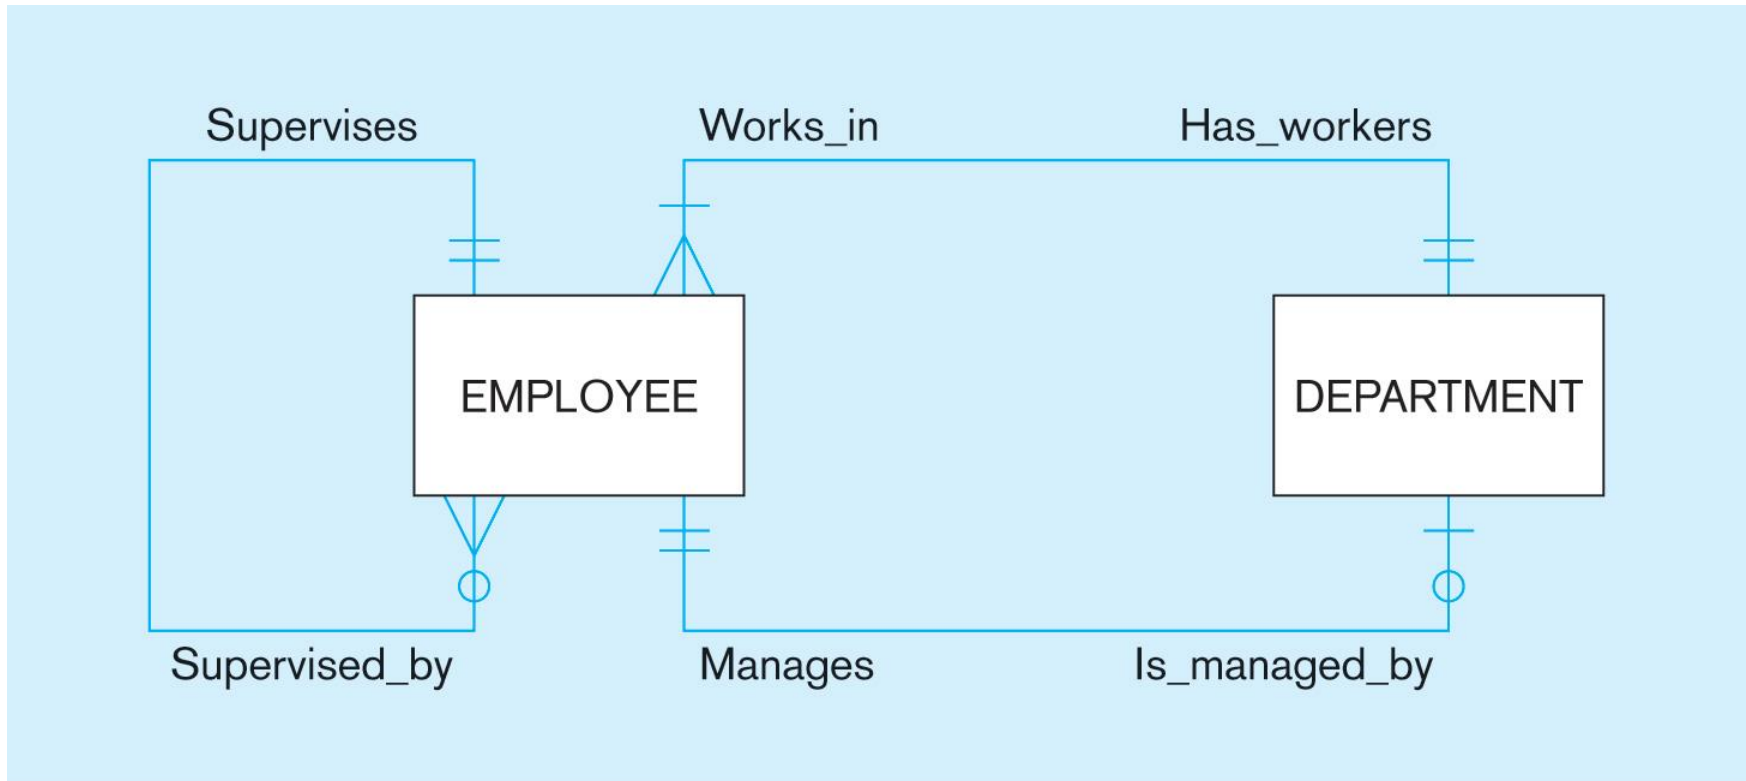 Supervises
Works_in
Has_workers
EMPLOYEE
DEPARTMENT
Supervised_by
Manages
Is_managed_by